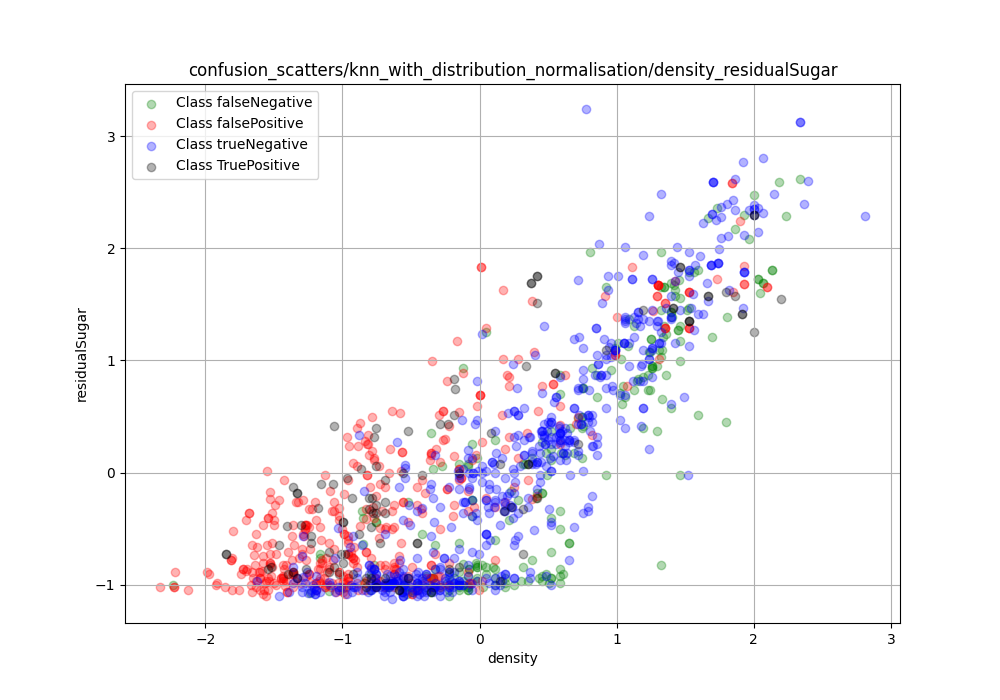 confusion_scatters/knn_with_distribution_normalisation/density_residualSugar
Class falseNegative
Class falsePositive
Class trueNegative
Class TruePositive
3
2
1
0
−1
residualSugar
−2
−1
0
1
2
3
density